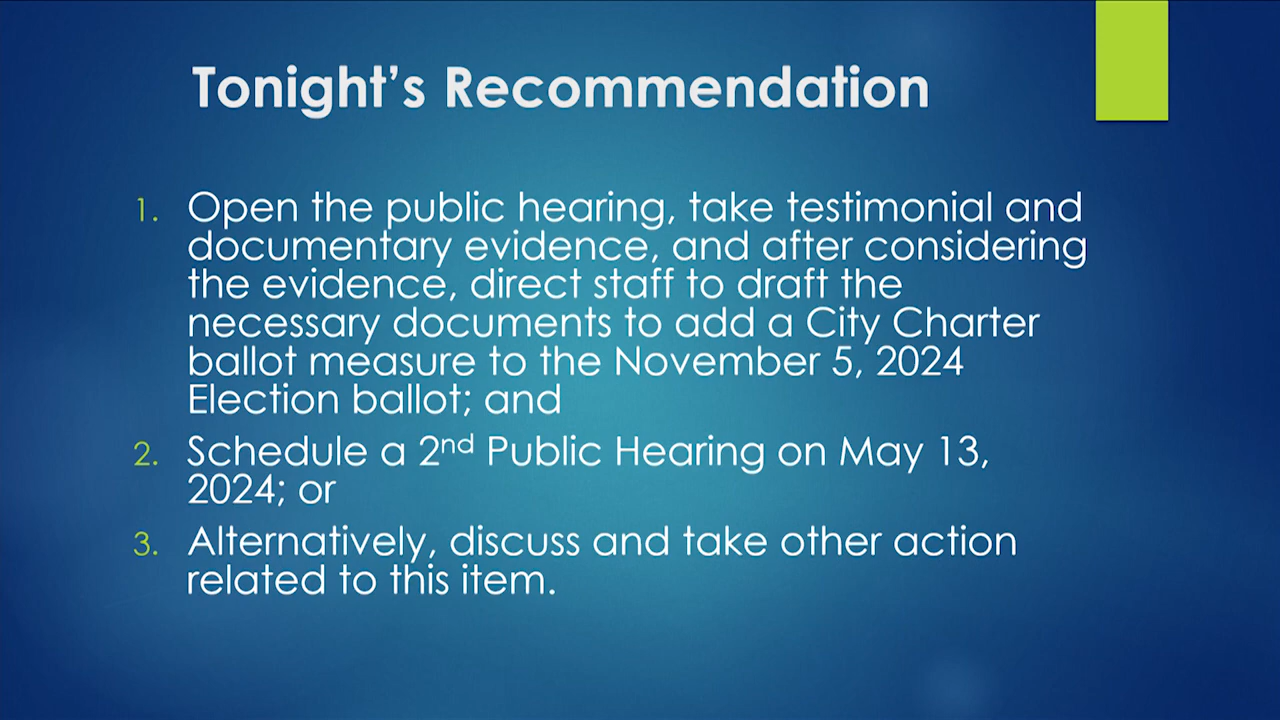 Tonight's Recommendation
1. Open the public hearing, take testimonial and
documentary evidence, and after considering
the evidence, direct staff to draft the
necessary documents to add a City Charter
ballot measure to the November 5, 2024
Election ballot; and
2. Schedule a 2nd Public Hearing on May 13,
2024; or
3. Alternatively, discuss and take other action
related to this item.